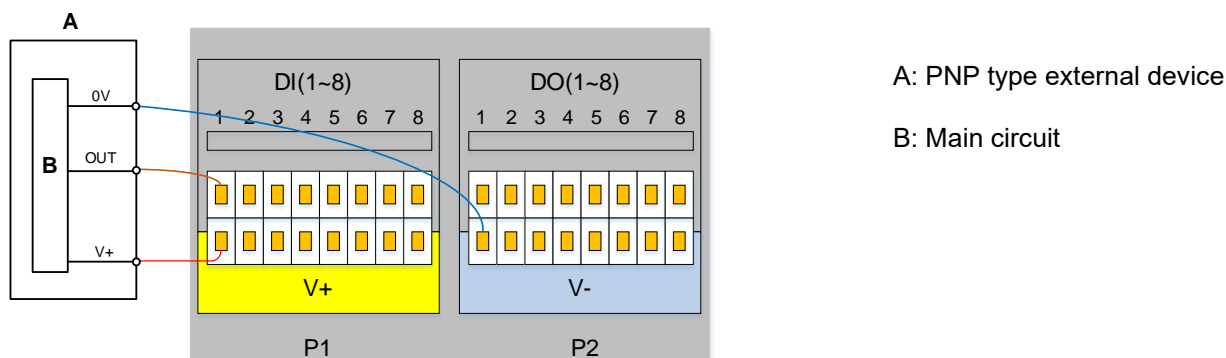 A
B
0V
OUT
V+
DI(1~8)
1 2 3 4 5 6 7 8
V+
P1
DO(1~8)
1 2 3 4 5 6 7 8
V-
P2
A: PNP type external device
B: Main circuit